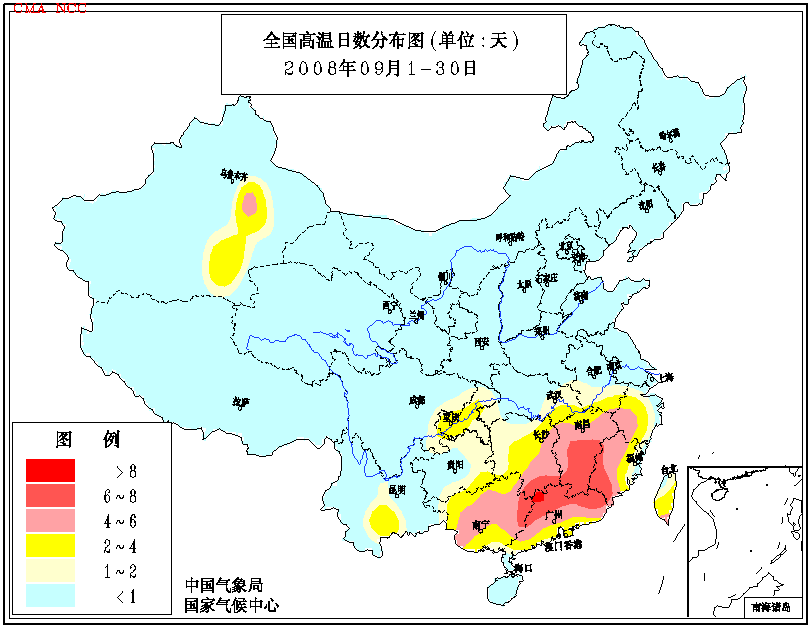 CMA NCC
全国高温日数分布图(单位:天)
2008年09月1-30日
哈尔滨
长春
乌鲁木齐
沈阳
呼和浩特
北京
天津
银川
太原
石家庄
济南
西宁
兰州
郑州
西安
合肥
南京
上海
拉萨
成都
武汉
重庆
南昌
长沙
贵阳
福州
台北
昆明
广州
南宁
澳门香港
海口
图 例
>8
6~8
4~6
2~4
1~2
<1
中国气象局
国家气候中心
南海诸岛